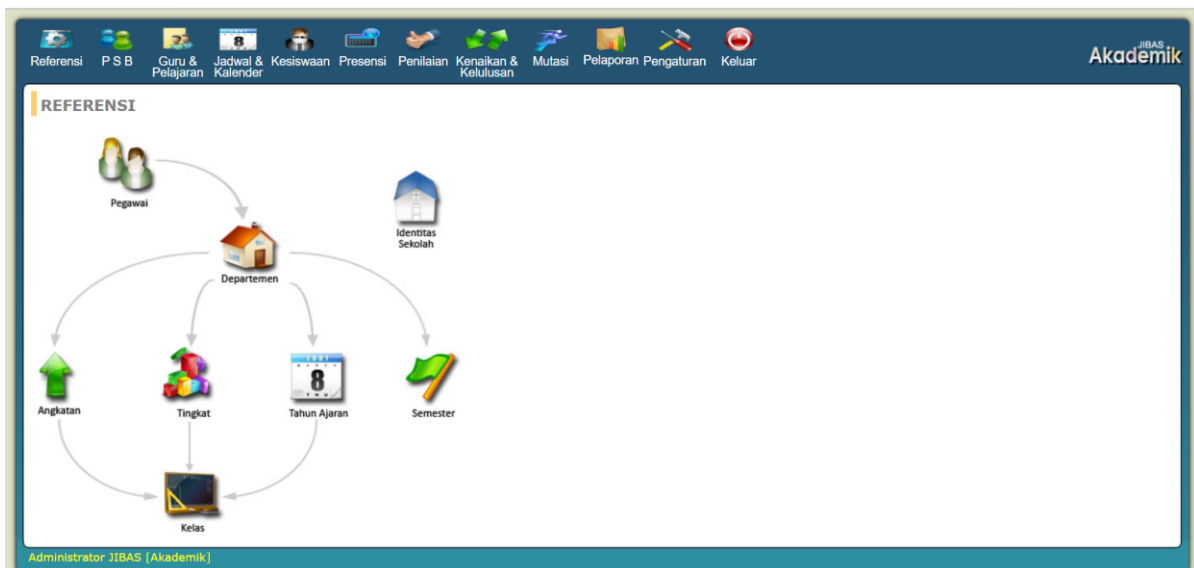 Referensi
P S B
Guru &
Pelajaran
Jadwal &
Kalender
Kesiswaan
Presensi
Penilaian
Kenaikan &
Kelulusan
Mutasi
Pelaporan
Pengaturan
Keluar
JIBAS
Akademik
REFERENSI
Pegawai
Identitas
Sekolah
Departemen
Angkatan
Tingkat
Tahun Ajaran
Semester
Kelas
Administrator JIBAS [Akademik]